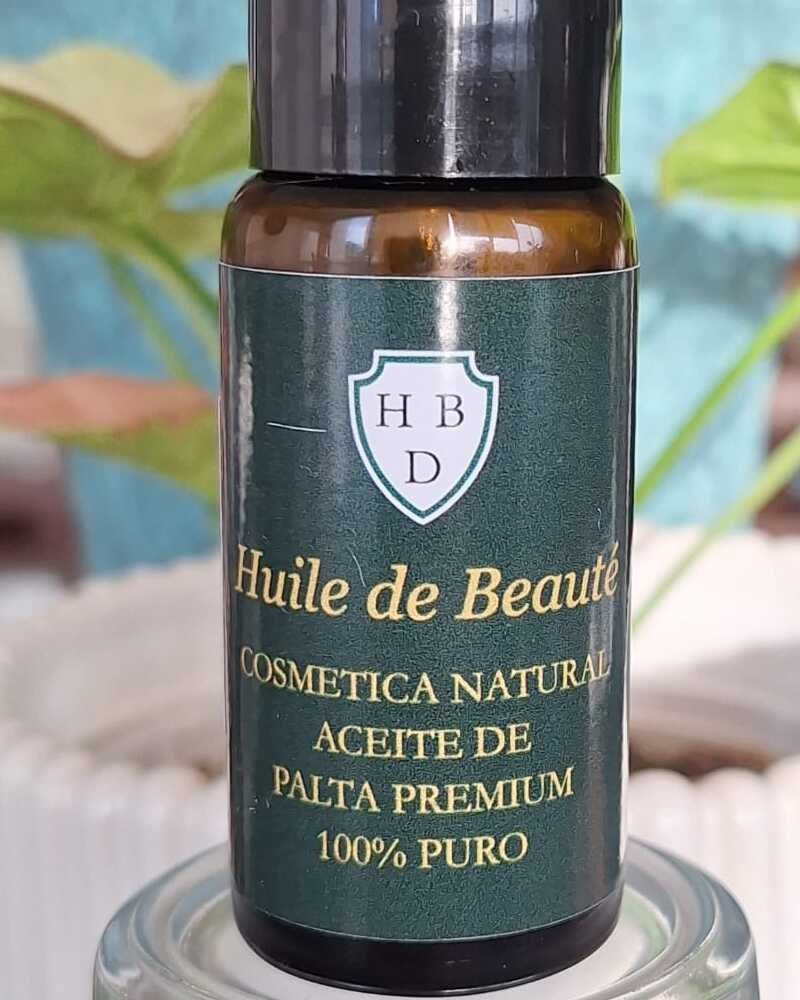 H B
D
Huile de Beauté
COSMETICA NATURAL
ACEITE DE
PALTA PREMIUM
100% PURO